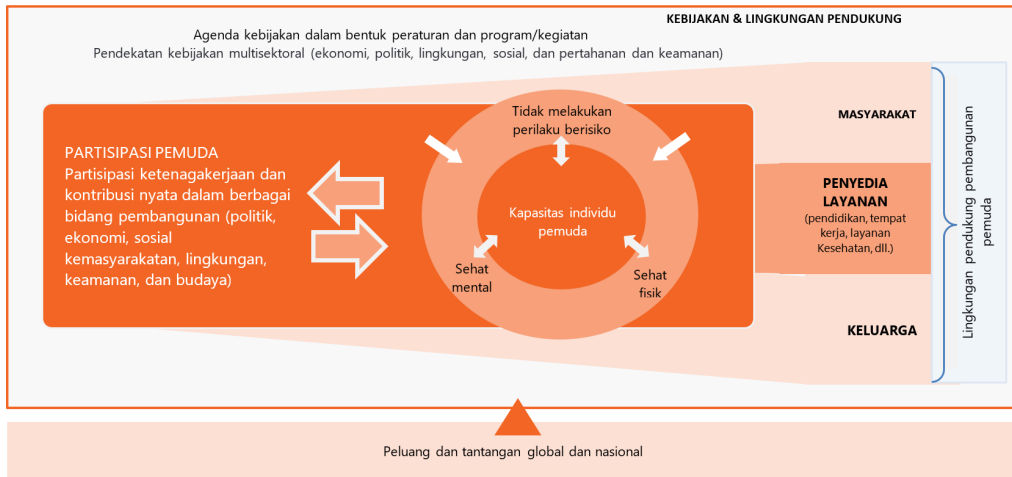 KEBIJAKAN & LINGKUNGAN PENDUKUNG
Agenda kebijakan dalam bentuk peraturan dan program/kegiatan
Pendekatan kebijakan multisektoral (ekonomi, politik, lingkungan, sosial, dan pertahanan dan keamanan)
PARTISIPASI PEMUDA
Partisipasi ketenagakerjaan dan
kontribusi nyata dalam berbagai
bidang pembangunan (politik,
ekonomi, sosial
kemasyarakatan, lingkungan,
keamanan, dan budaya)
Tidak melakukan
perilaku berisiko
Kapasitas individu
pemuda
Sehat
mental
Sehat
fisik
MASYARAKAT
PENYEDIA
LAYANAN
(pendidikan, tempat
kerja, layanan
Kesehatan, dll.)
KELUARGA
Lingkungan pendukung pembangunan
pemuda
Peluang dan tantangan global dan nasional